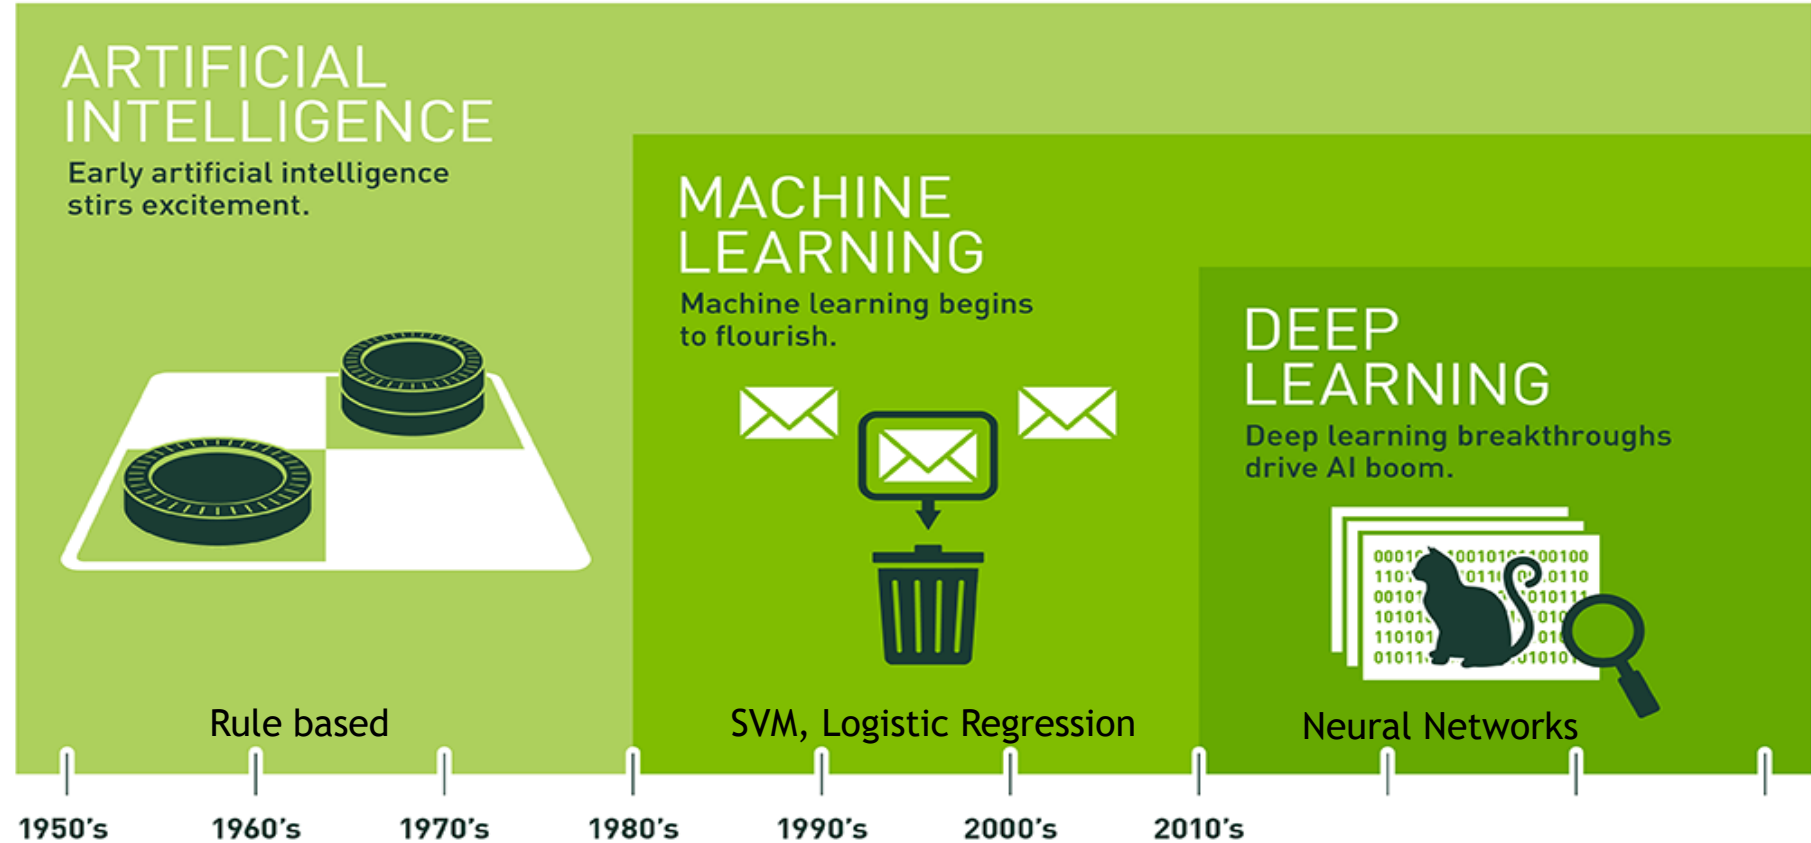 ARTIFICIAL
INTELLIGENCE
Early artificial intelligence
stirs excitement.
Rule based
MACHINE
LEARNING
Machine learning begins
to flourish.
SVM, Logistic Regression
DEEP
LEARNING
Deep learning breakthroughs
drive AI boom.
Neural Networks
1950's 1960's 1970's 1980's 1990's 2000's 2010's